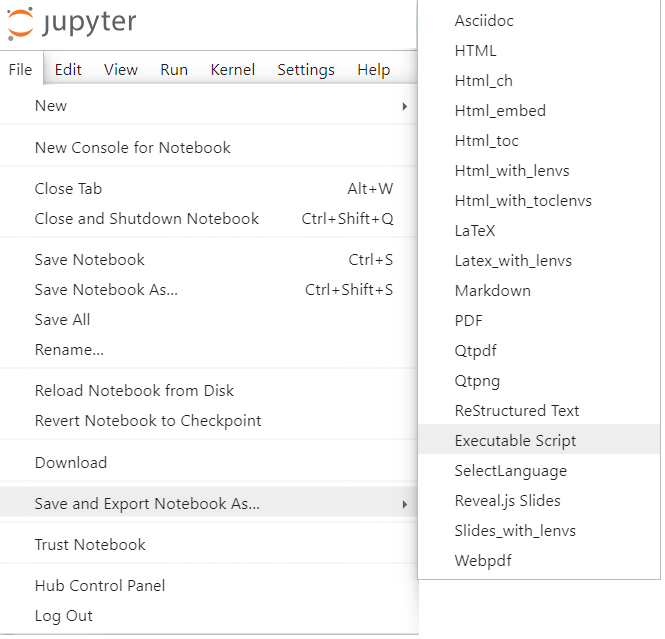 jupyter
File Edit View Run Kernel Settings Help
New
New Console for Notebook
Close Tab Alt+W
Close and Shutdown Notebook Ctrl+Shift+Q
Save Notebook Ctrl+S
Save Notebook As... Ctrl+Shift+S
Save All
Rename...
Reload Notebook from Disk
Revert Notebook to Checkpoint
Download
Save and Export Notebook As...
Trust Notebook
Hub Control Panel
Log Out
Asciidoc
HTML
Html_ch
Html_embed
Html_toc
Html_with_lenvs
Html_with_toclenvs
LaTeX
Latex_with_lenvs
Markdown
PDF
Qtpdf
Qtpng
ReStructured Text
Executable Script
SelectLanguage
Reveal.js Slides
Slides_with_lenvs
Webpdf